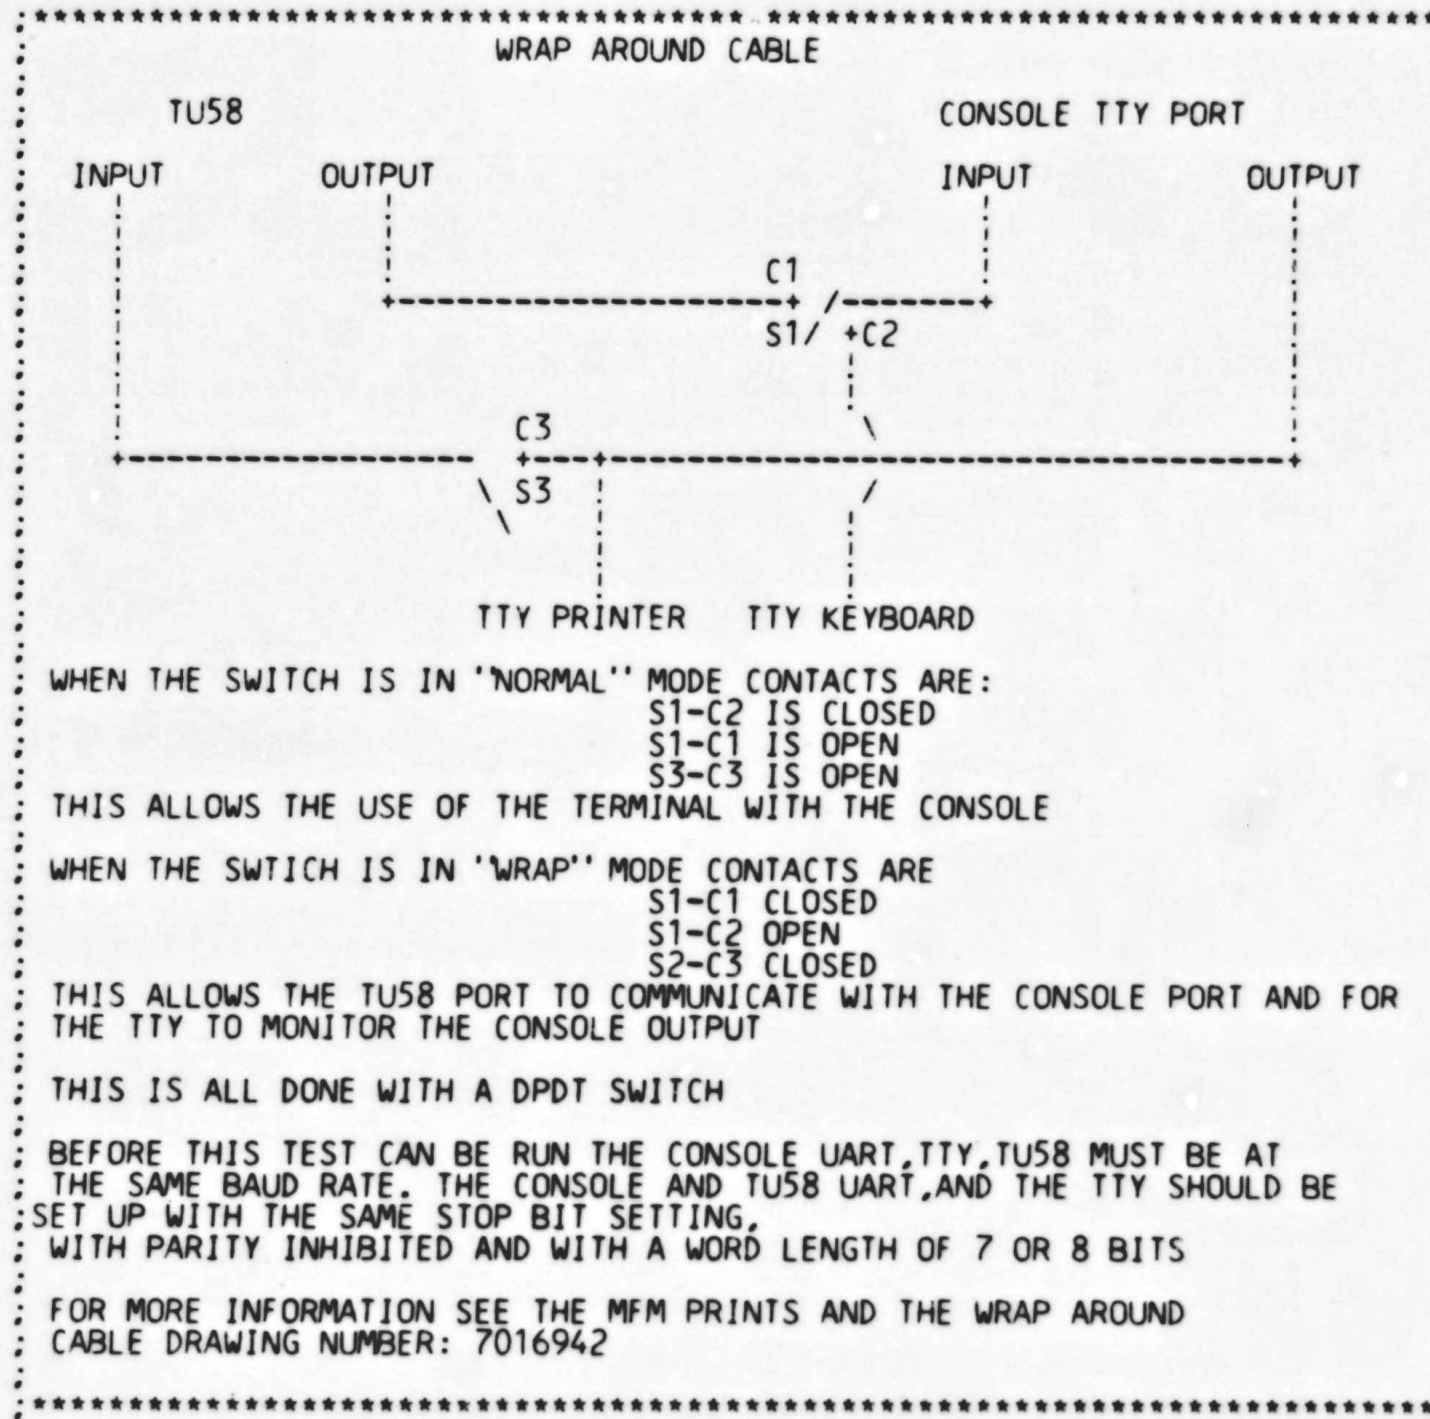 ;*************************************** ************************************
WRAP AROUND CABLE
TU58 CONSOLE TTY PORT
INPUT OUTPUT INPUT OUTPUT
C1
+----------------------+ /--------+
S1/ +C2
C3 \
+------------------- +----+-------------------------------------+
\ S3 /
\
TTY PRINTER TTY KEYBOARD
; WHEN THE SWITCH IS IN "NORMAL" MODE CONTACTS ARE:
; S1-C2 IS CLOSED
; S1-C1 IS OPEN
; S3-C3 IS OPEN
; THIS ALLOWS THE USE OF THE TERMINAL WITH THE CONSOLE
; WHEN THE SWTICH IS IN "WRAP" MODE CONTACTS ARE
; S1-C1 CLOSED
; S1-C2 OPEN
; S2-C3 CLOSED
; THIS ALLOWS THE TU58 PORT TO COMMUNICATE WITH THE CONSOLE PORT AND FOR
; THE TTY TO MONITOR THE CONSOLE OUTPUT
; THIS IS ALL DONE WITH A DPDT SWITCH
; BEFORE THIS TEST CAN BE RUN THE CONSOLE UART,TTY,TU58 MUST BE AT
; THE SAME BAUD RATE. THE CONSOLE AND TU58 UART,AND THE TTY SHOULD BE
;SET UP WITH THE SAME STOP BIT SETTING,
; WITH PARITY INHIBITED AND WITH A WORD LENGTH OF 7 OR 8 BITS
; FOR MORE INFORMATION SEE THE MFM PRINTS AND THE WRAP AROUND
; CABLE DRAWING NUMBER: 7016942
;****************************************************************************